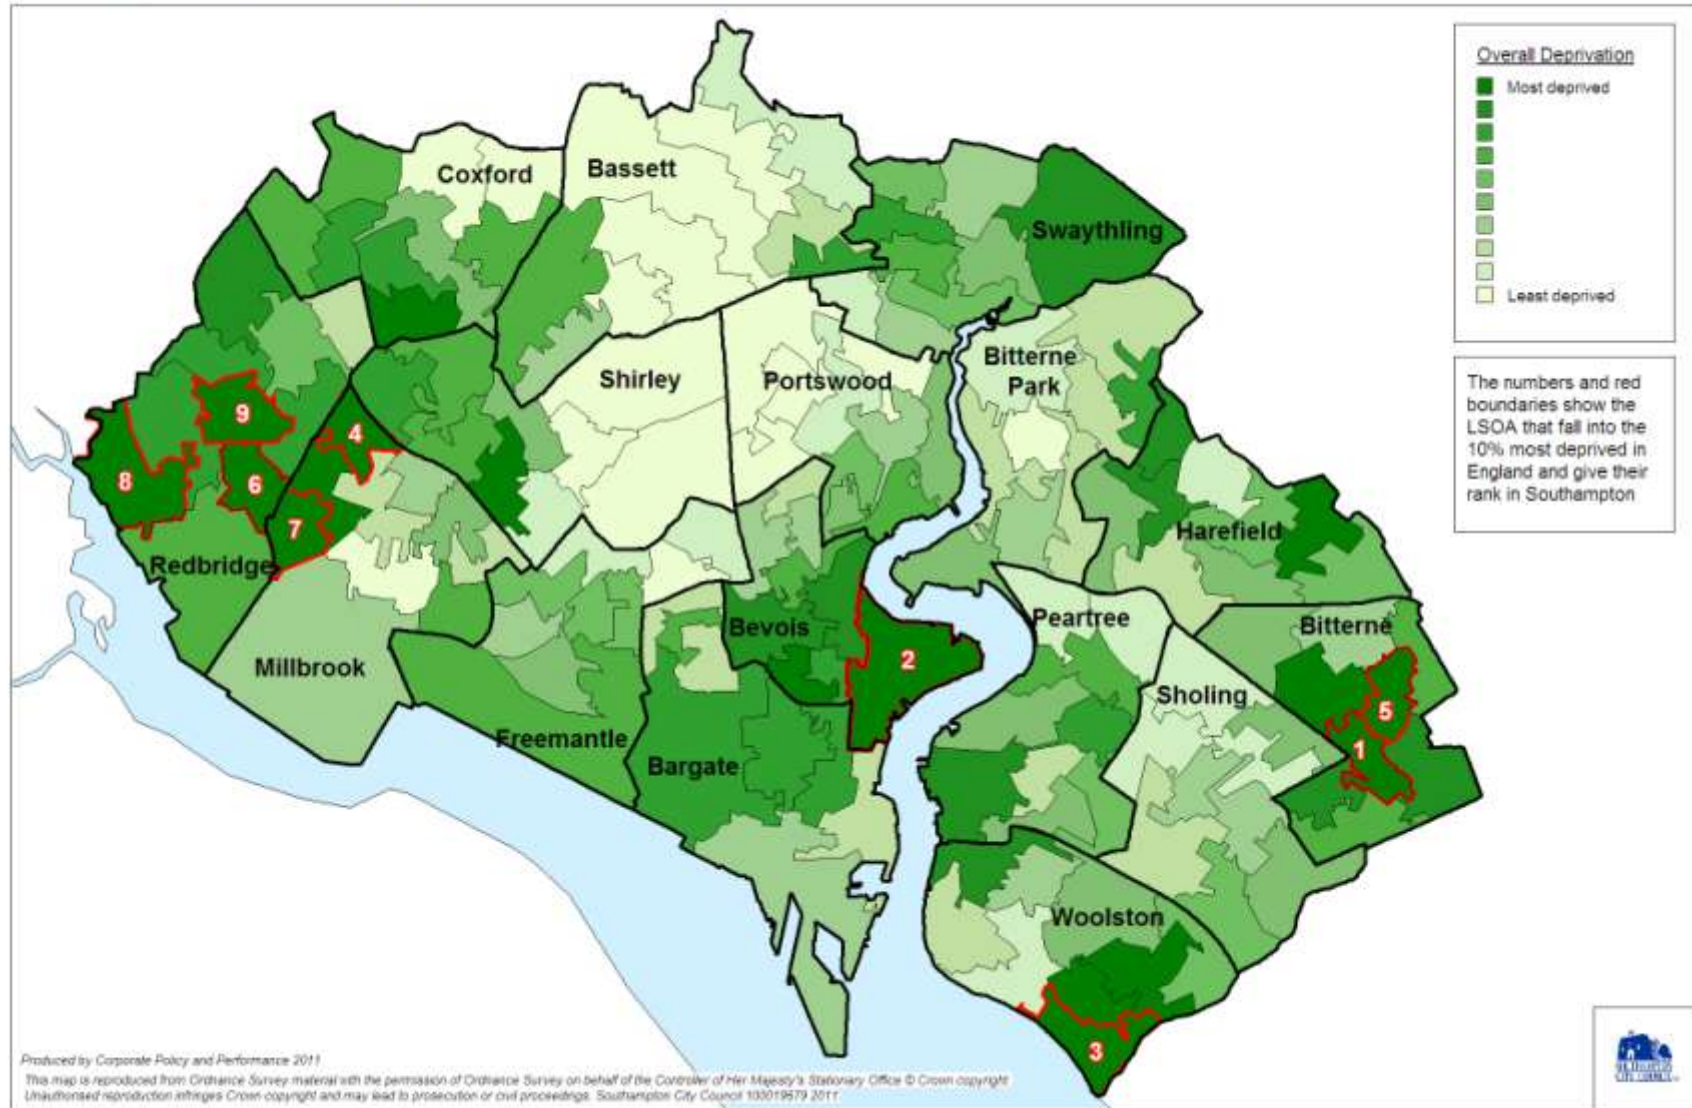 Overall Deprivation
Most deprived
Least deprived
The numbers and red
boundaries show the
LSOA that fall into the
10% most deprived in
England and give their
rank in Southampton
Coxford
Bassett
Swaythling
Shirley
Portswood
Bitterne
Park
9
4
8
6
7
Redbridge
Harefield
Millbrook
Bevois
2
Peartree
Bitterne
Sholing
5
1
Freemantle
Bargate
Woolston
3
Produced by Corporate Policy and Performance 2011
This map is reproduced from Ordnance Survey material with the permission of Ordnance Survey on behalf of the Controller of Her Majesty's Stationary Office © Crown copyright
Unauthorised reproduction infringes Crown copyright and may lead to prosecution or civil proceedings. Southampton City Council 100019679 2011
SOUTHAMPTON
CITY COUNCIL